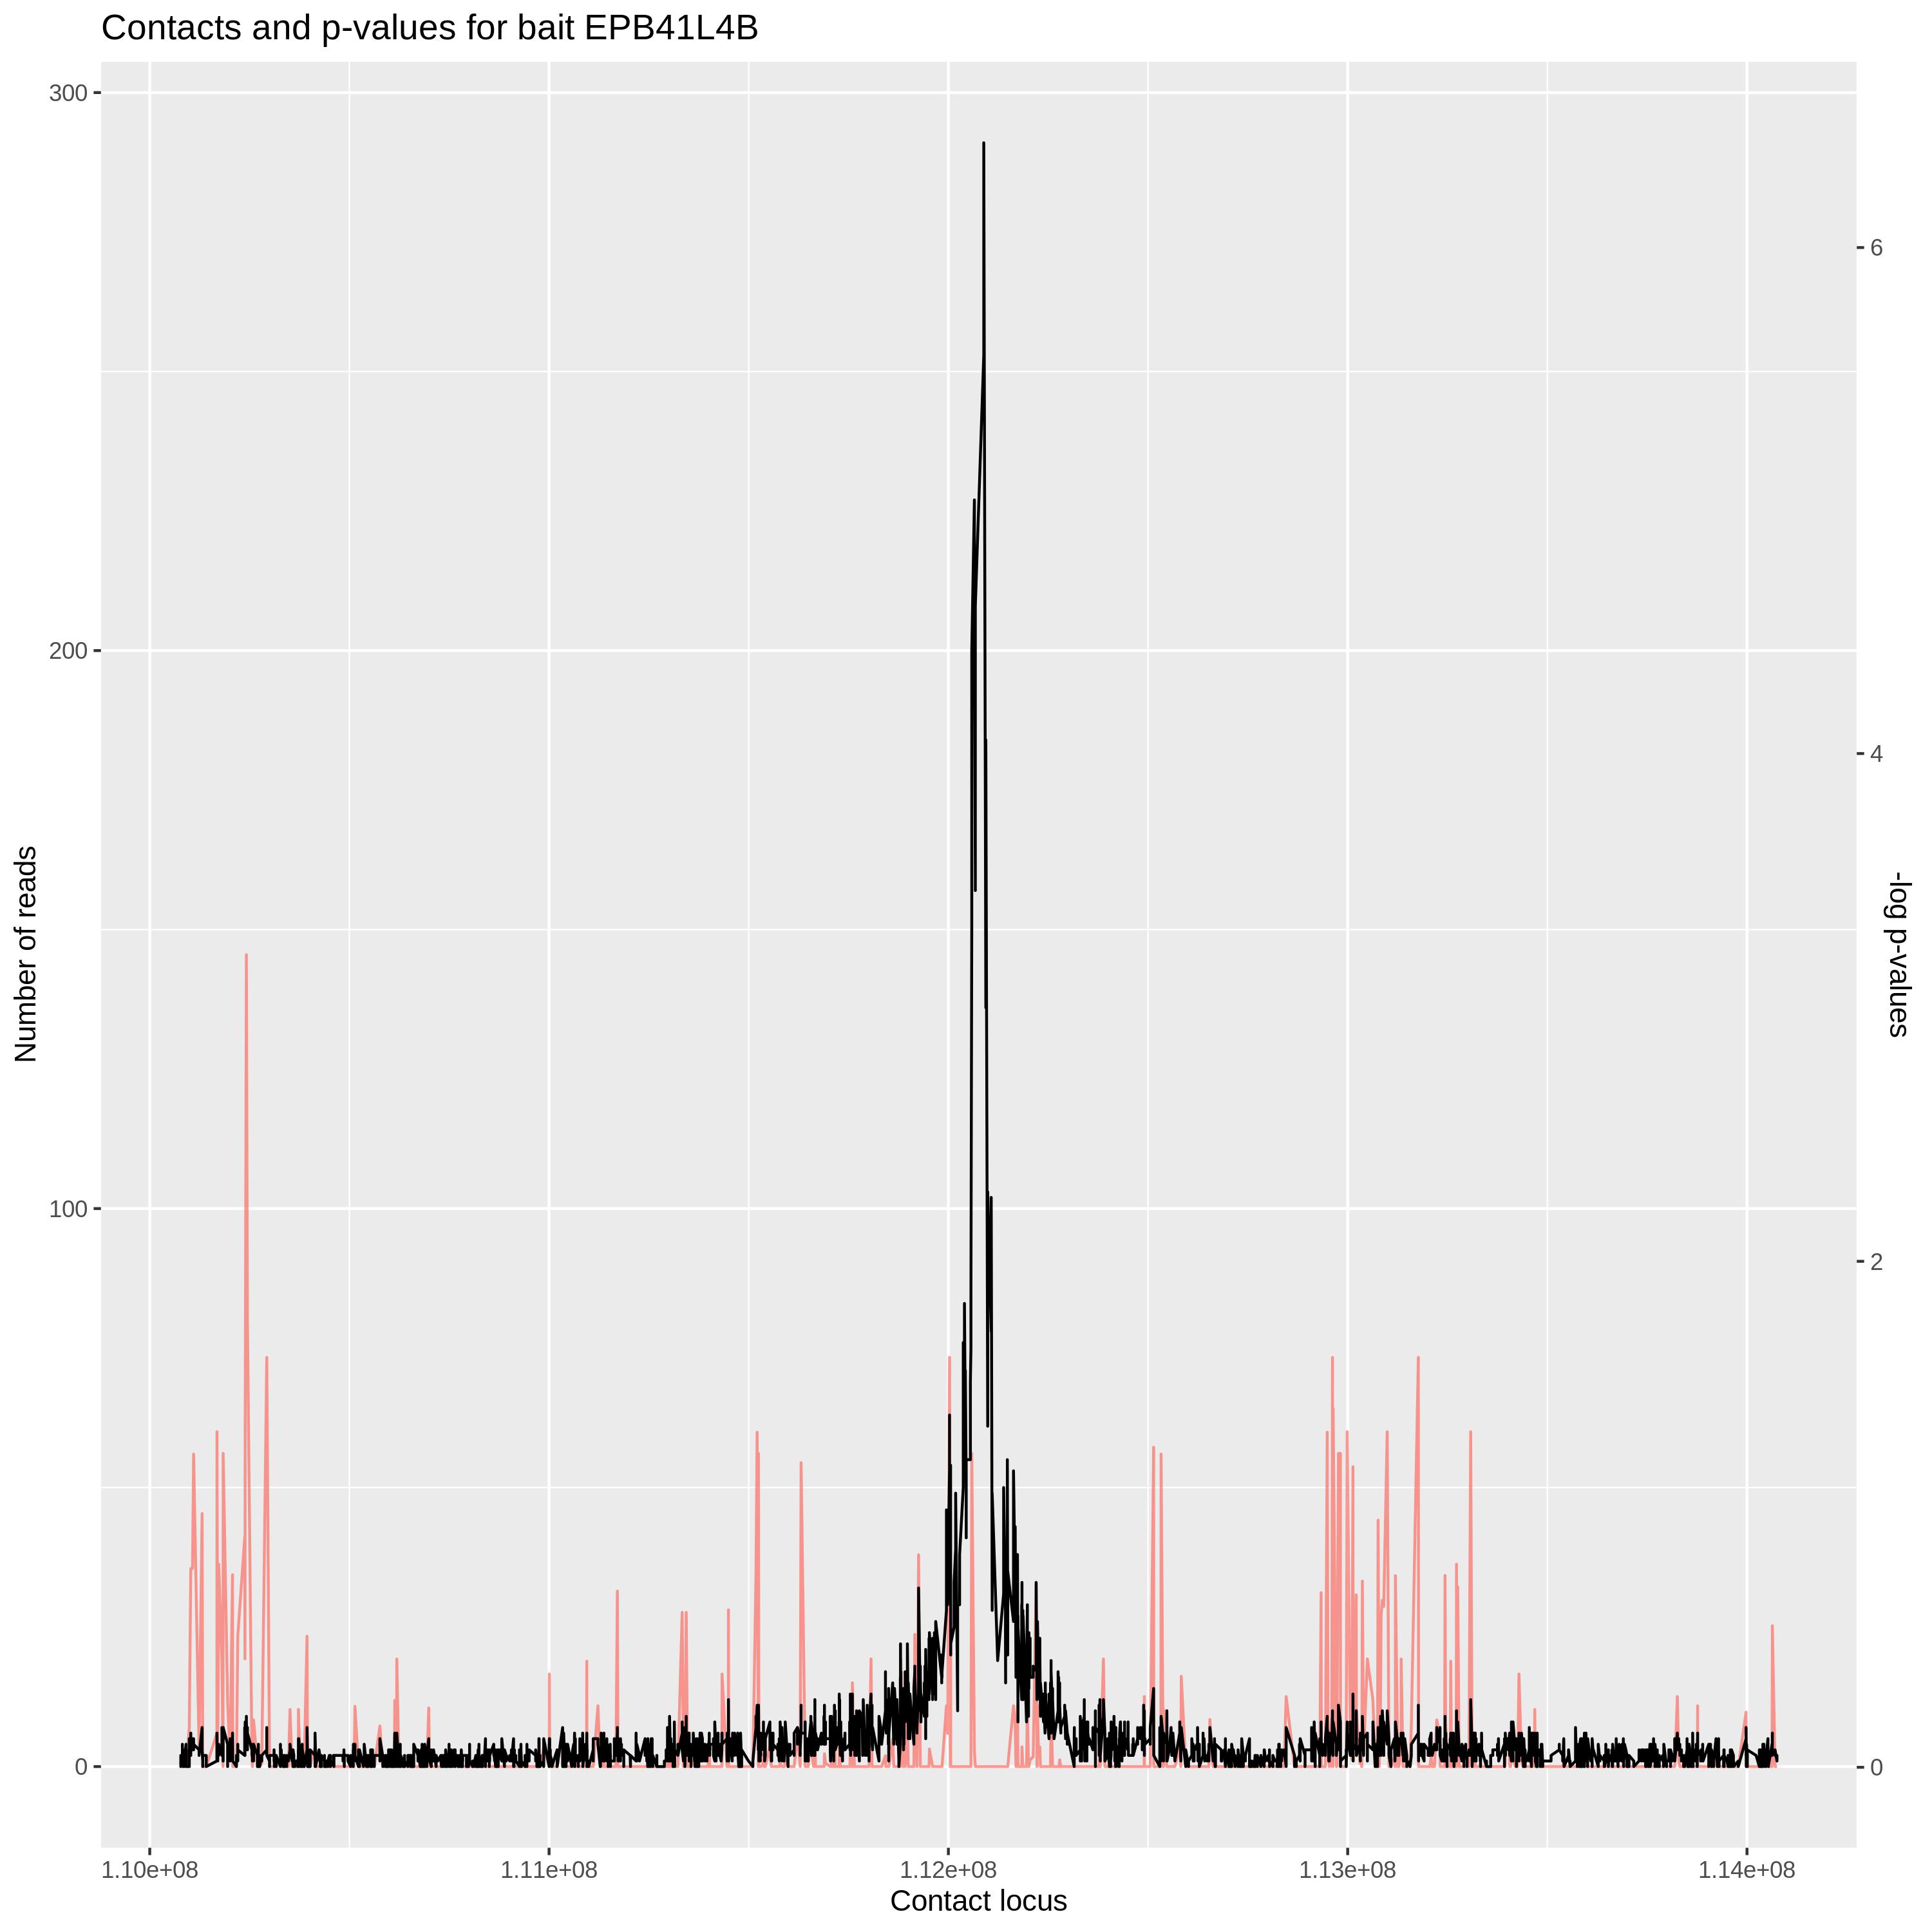 Contacts and p-values for bait EPB41L4B
300
200
100
0
Number of reads
6
4
2
0
-log p-values
1.10e+08
1.11e+08
1.12e+08
1.13e+08
1.14e+08
Contact locus